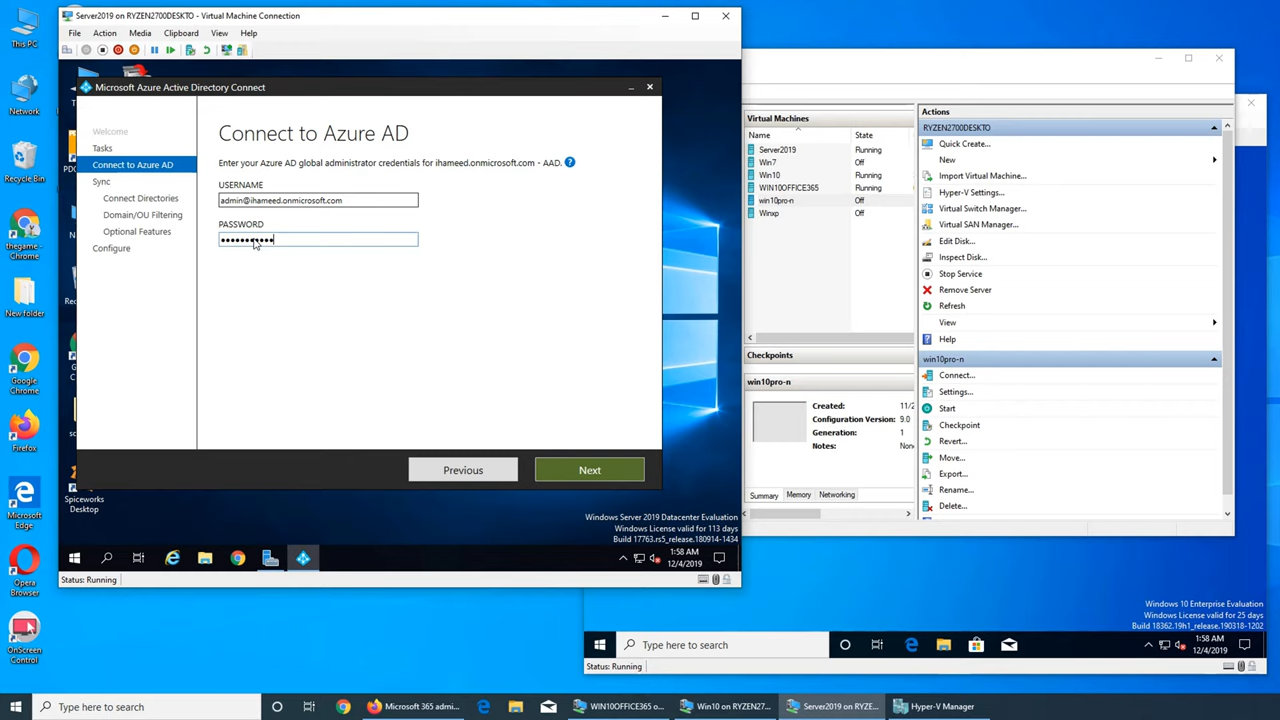 This PC
Network
Recycle Bin
thegame - Chrome
New folder
Google Chrome
Firefox
Microsoft Edge
Opera Browser
OnScreen Control
Server2019 on RYZEN2700DESKTO - Virtual Machine Connection
File Action Media Clipboard View Help
Microsoft Azure Active Directory Connect
Welcome
Tasks
Connect to Azure AD
Sync
Connect Directories
Domain/OU Filtering
Optional Features
Configure
Connect to Azure AD
Enter your Azure AD global administrator credentials for ihameed.onmicrosoft.com - AAD. ?
USERNAME
admin@ihameed.onmicrosoft.com
PASSWORD
Previous
Next
Spiceworks Desktop
Windows Server 2019 Datacenter Evaluation
Windows License valid for 113 days
Build 17763.rs5_release.180914-1434
1:58 AM
12/4/2019
Status: Running
Virtual Machines
Name State
Server2019 Running
Win7 Off
Win10 Running
WIN10OFFICE365 Running
win10pro-n Off
Winxp Off
Checkpoints
win10pro-n
Created: 11/2
Configuration Version: 9.0
Generation: 1
Notes: Non
Summary Memory Networking
Actions
RYZEN2700DESKTO
Quick Create...
New
Import Virtual Machine...
Hyper-V Settings...
Virtual Switch Manager...
Virtual SAN Manager...
Edit Disk...
Inspect Disk...
Stop Service
Remove Server
Refresh
View
Help
win10pro-n
Connect...
Settings...
Start
Checkpoint
Revert...
Move...
Export...
Rename...
Delete...
Windows 10 Enterprise Evaluation
Windows License valid for 25 days
Build 18362.19h1_release.190318-1202
Type here to search
1:58 AM
12/4/2019
Status: Running
Type here to search
Microsoft 365 admi...
WIN10OFFICE365 o...
Win10 on RYZEN27...
Server2019 on RYZE...
Hyper-V Manager